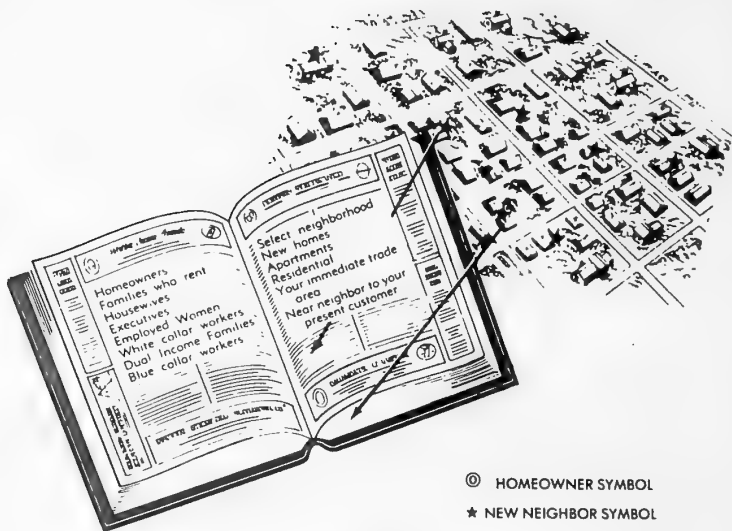 Homeowners
Families who rent
Housewives
Executives
Employed Women
White collar workers
Dual Income Families
Blue collar workers
Select neighborhood
New homes
Apartments
Residential
Your immediate trade
area
Near neighbor to your
present customer
HOMEOWNER SYMBOL
★ NEW NEIGHBOR SYMBOL